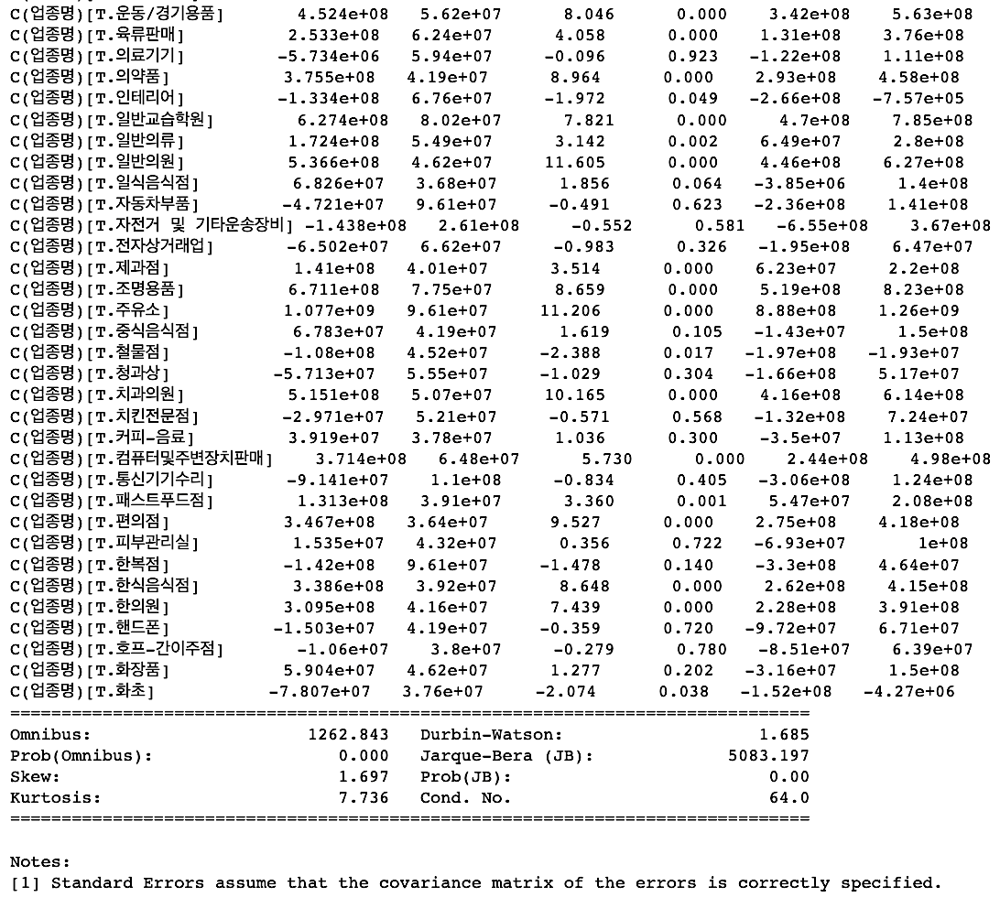 C(업종명)[T.운동/경기용품] 4.524e+08 5.62e+07 8.046 0.000 3.42e+08 5.63e+08
C(업종명)[T.육류판매] 2.533e+08 6.24e+07 4.058 0.000 1.31e+08 3.76e+08
C(업종명)[T.의료기기] -5.734e+06 5.94e+07 -0.096 0.923 -1.22e+08 1.11e+08
C(업종명)[T.의약품] 3.755e+08 4.19e+07 8.964 0.000 2.93e+08 4.58e+08
C(업종명)[T.인테리어] -1.334e+08 6.76e+07 -1.972 0.049 -2.66e+08 -7.57e+05
C(업종명)[T.일반교습학원] 6.274e+08 8.02e+07 7.821 0.000 4.7e+08 7.85e+08
C(업종명)[T.일반의류] 1.724e+08 5.49e+07 3.142 0.002 6.49e+07 2.8e+08
C(업종명)[T.일반의원] 5.366e+08 4.62e+07 11.605 0.000 4.46e+08 6.27e+08
C(업종명)[T.일식음식점] 6.826e+07 3.68e+07 1.856 0.064 -3.85e+06 1.4e+08
C(업종명)[T.자동차부품] -4.721e+07 9.61e+07 -0.491 0.623 -2.36e+08 1.41e+08
C(업종명)[T.자전거 및 기타운송장비] -1.438e+08 2.61e+08 -0.552 0.581 -6.55e+08 3.67e+08
C(업종명)[T.전자상거래업] -6.502e+07 6.62e+07 -0.983 0.326 -1.95e+08 6.47e+07
C(업종명)[T.제과점] 1.41e+08 4.01e+07 3.514 0.000 6.23e+07 2.2e+08
C(업종명)[T.조명용품] 6.711e+08 7.75e+07 8.659 0.000 5.19e+08 8.23e+08
C(업종명)[T.주유소] 1.077e+09 9.61e+07 11.206 0.000 8.88e+08 1.26e+09
C(업종명)[T.중식음식점] 6.783e+07 4.19e+07 1.619 0.105 -1.43e+07 1.5e+08
C(업종명)[T.철물점] -1.08e+08 4.52e+07 -2.388 0.017 -1.97e+08 -1.93e+07
C(업종명)[T.청과상] -5.713e+07 5.55e+07 -1.029 0.304 -1.66e+08 5.17e+07
C(업종명)[T.치과의원] 5.151e+08 5.07e+07 10.165 0.000 4.16e+08 6.14e+08
C(업종명)[T.치킨전문점] -2.971e+07 5.21e+07 -0.571 0.568 -1.32e+08 7.24e+07
C(업종명)[T.커피-음료] 3.919e+07 3.78e+07 1.036 0.300 -3.5e+07 1.13e+08
C(업종명)[T.컴퓨터및주변장치판매] 3.714e+08 6.48e+07 5.730 0.000 2.44e+08 4.98e+08
C(업종명)[T.통신기기수리] -9.141e+07 1.1e+08 -0.834 0.405 -3.06e+08 1.24e+08
C(업종명)[T.패스트푸드점] 1.313e+08 3.91e+07 3.360 0.001 5.47e+07 2.08e+08
C(업종명)[T.편의점] 3.467e+08 3.64e+07 9.527 0.000 2.75e+08 4.18e+08
C(업종명)[T.피부관리실] 1.535e+07 4.32e+07 0.356 0.722 -6.93e+07 1e+08
C(업종명)[T.한복점] -1.42e+08 9.61e+07 -1.478 0.140 -3.3e+08 4.64e+07
C(업종명)[T.한식음식점] 3.386e+08 3.92e+07 8.648 0.000 2.62e+08 4.15e+08
C(업종명)[T.한의원] 3.095e+08 4.16e+07 7.439 0.000 2.28e+08 3.91e+08
C(업종명)[T.핸드폰] -1.503e+07 4.19e+07 -0.359 0.720 -9.72e+07 6.71e+07
C(업종명)[T.호프-간이주점] -1.06e+07 3.8e+07 -0.279 0.780 -8.51e+07 6.39e+07
C(업종명)[T.화장품] 5.904e+07 4.62e+07 1.277 0.202 -3.16e+07 1.5e+08
C(업종명)[T.화초] -7.807e+07 3.76e+07 -2.074 0.038 -1.52e+08 -4.27e+06
==============================================================================
Omnibus: 1262.843 Durbin-Watson: 1.685
Prob(Omnibus): 0.000 Jarque-Bera (JB): 5083.197
Skew: 1.697 Prob(JB): 0.00
Kurtosis: 7.736 Cond. No. 64.0
==============================================================================
Notes:
[1] Standard Errors assume that the covariance matrix of the errors is correctly specified.